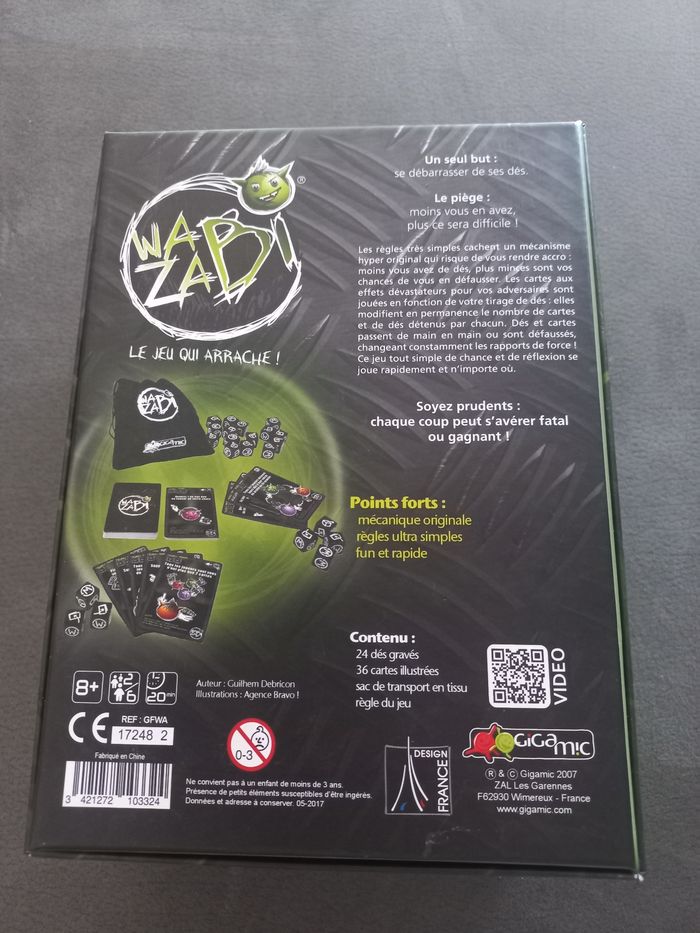 WAZABI
®
LE JEU QUI ARRACHE !
Un seul but :
se débarrasser de ses dés.
Le piège :
moins vous en avez,
plus ce sera difficile !
Les règles très simples cachent un mécanisme
hyper original qui risque de vous rendre accro :
moins vous avez de dés, plus minces sont vos
chances de vous en défausser. Les cartes aux
effets dévastateurs pour vos adversaires sont
jouées en fonction de votre tirage de dés : elles
modifient en permanence le nombre de cartes
et de dés détenus par chacun. Dés et cartes
passent de main en main ou sont défaussés,
changeant constamment les rapports de force !
Ce jeu tout simple de chance et de réflexion se
joue rapidement et n'importe où.
Soyez prudents :
chaque coup peut s'avérer fatal
ou gagnant !
WAZABI
GIGAMIC
WAZABI
Points forts :
mécanique originale
règles ultra simples
fun et rapide
Contenu :
24 dés gravés
36 cartes illustrées
sac de transport en tissu
règle du jeu
VIDEO
8+
2
6
20 min
Auteur : Guilhem Debricon
Illustrations : Agence Bravo !
CE
REF : GFWA
17248 2
Fabriqué en Chine
3 421272 103324
0-3
Ne convient pas à un enfant de moins de 3 ans.
Présence de petits éléments susceptibles d'être ingérés.
Données et adresse à conserver. 05-2017
DESIGN
FRANCE
GIGAMIC
® & © Gigamic 2007
ZAL Les Garennes
F62930 Wimereux - France
www.gigamic.com